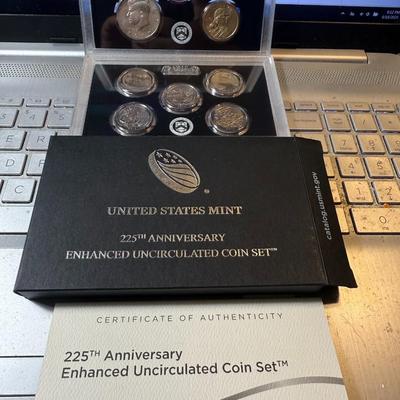 UNITED STATES MINT
225TH ANNIVERSARY
ENHANCED UNCIRCULATED COIN SET™
catalog.usmint.gov
CERTIFICATE OF AUTHENTICITY
225TH Anniversary
Enhanced Uncirculated Coin Set™